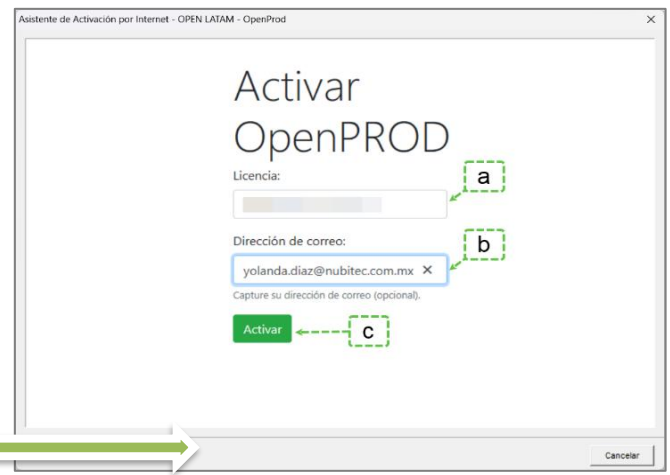 Asistente de Activación por Internet - OPEN LATAM - OpenProd
Activar
OpenPROD
Licencia:
a
Dirección de correo:
b
yolanda.diaz@nubitec.com.mx
Capture su dirección de correo (opcional).
Activar
c
Cancelar